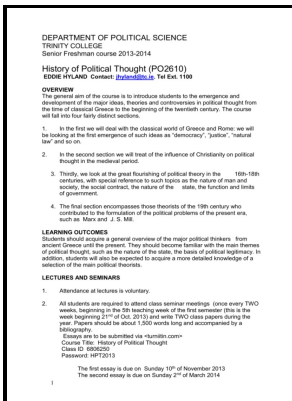 DEPARTMENT OF POLITICAL SCIENCE
TRINITY COLLEGE
Senior Freshman course 2013-2014
History of Political Thought (PO2610)
EDDIE HYLAND Contact: jhyland@tc.ie. Tel Ext. 1100
OVERVIEW
The general aim of the course is to introduce students to the emergence and
development of the major ideas, theories and controversies in political thought from
the time of classical Greece to the beginning of the twentieth century. The course
will fall into four fairly distinct sections.
1. In the first we will deal with the classical world of Greece and Rome: we will
be looking at the first emergence of such ideas as "democracy", "justice", "natural
law" and so on.
2. In the second section we will treat of the influence of Christianity on political
thought in the medieval period.
3. Thirdly, we look at the great flourishing of political theory in the 16th-18th
centuries, with special reference to such topics as the nature of man and
society, the social contract, the nature of the state, the function and limits
of government.
4. The final section encompasses those theorists of the 19th century who
contributed to the formulation of the political problems of the present era,
such as Marx and J. S. Mill.
LEARNING OUTCOMES
Students should acquire a general overview of the major political thinkers from
ancient Greece until the present. They should become familiar with the main themes
of political thought, such as the nature of the state, the basis of political legitimacy. In
addition, students will also be expected to acquire a more detailed knowledge of a
selection of the main political theorists.
LECTURES AND SEMINARS
1. Attendance at lectures is voluntary.
2. All students are required to attend class seminar meetings (once every TWO
weeks, beginning in the 5th teaching week of the first semester (this is the
week beginning 21nd of Oct. 2013) and write TWO class papers during the
year. Papers should be about 1,500 words long and accompanied by a
bibliography.
Essays are to be submitted via <turnitin.com>
Course Title: History of Political Thought
Class ID 6806250
Password: HPT2013
The first essay is due on Sunday 10th of November 2013
The second essay is due on Sunday 2nd of March 2014